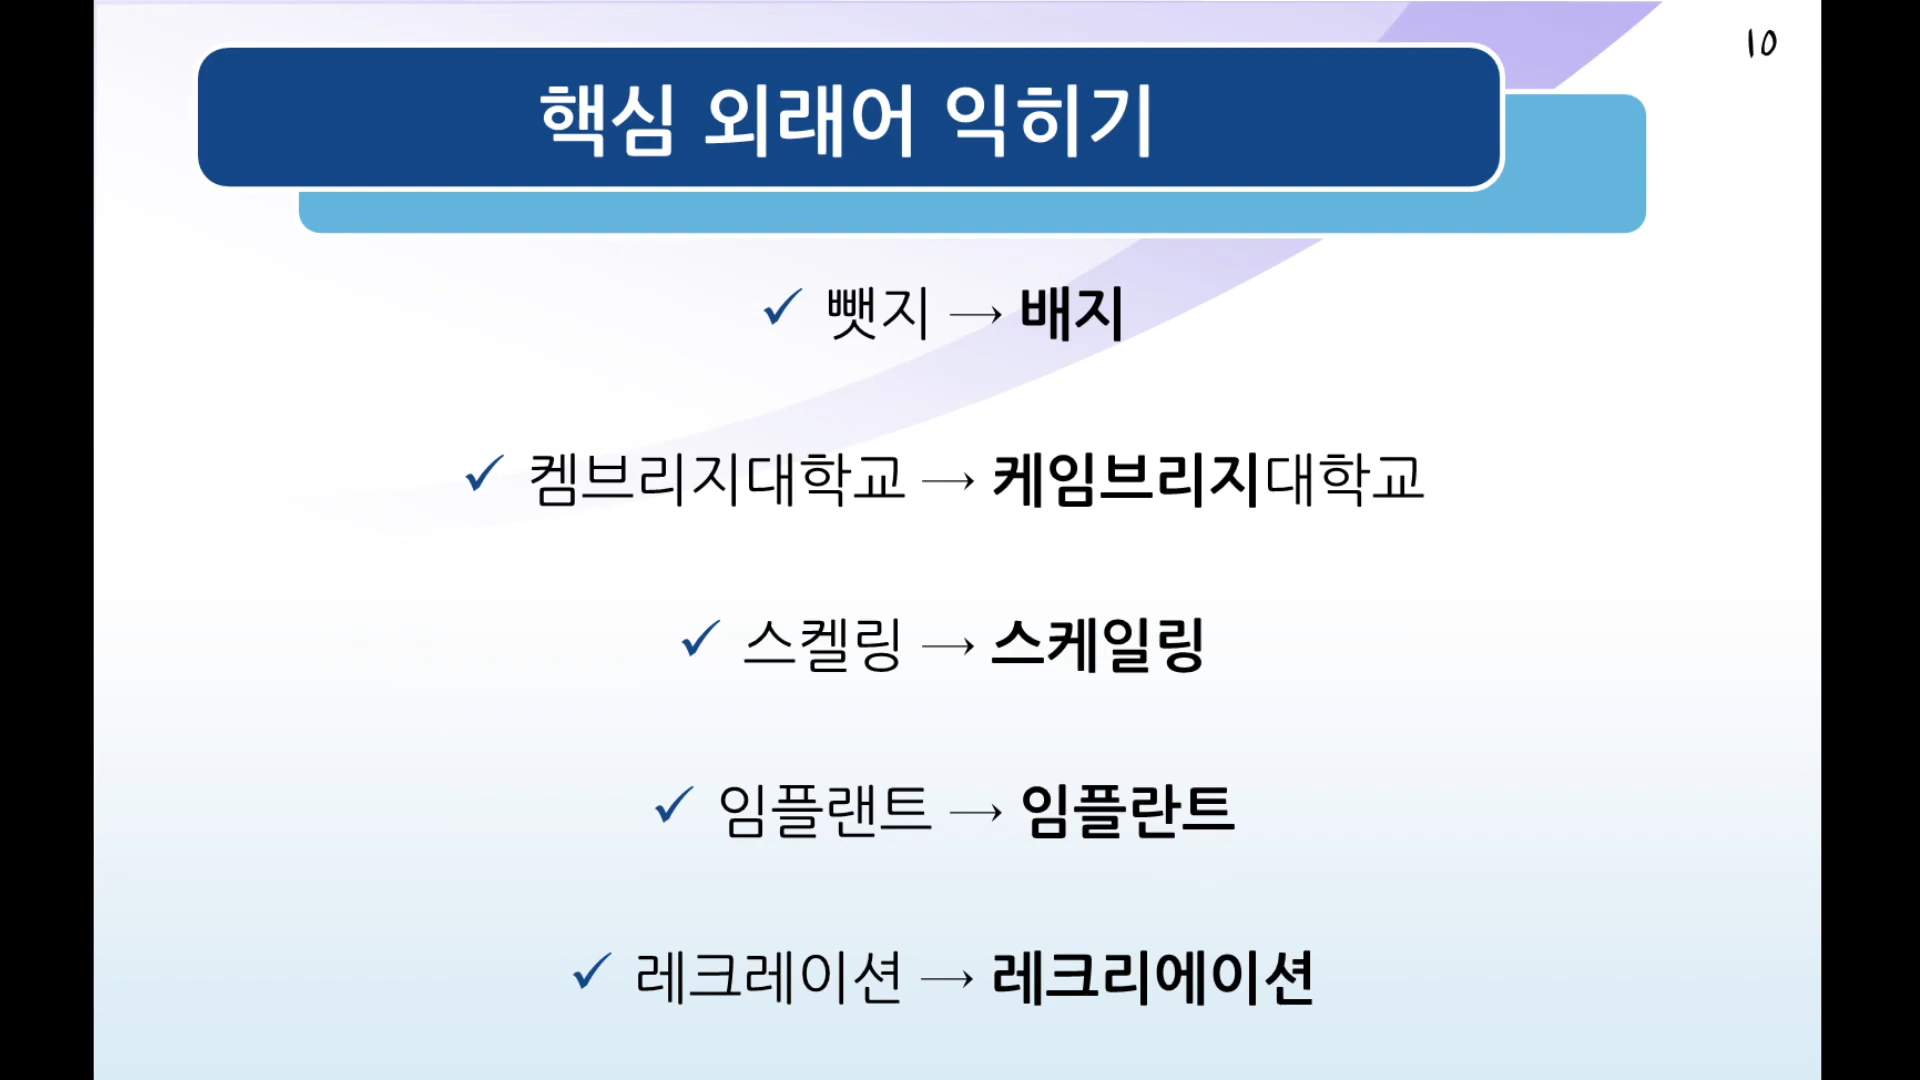 10
핵심 외래어 익히기
✓ 뺏지 → 배지
✓ 켐브리지대학교 → 케임브리지대학교
✓ 스켈링 → 스케일링
✓ 임플랜트 → 임플란트
✓ 레크레이션 → 레크리에이션